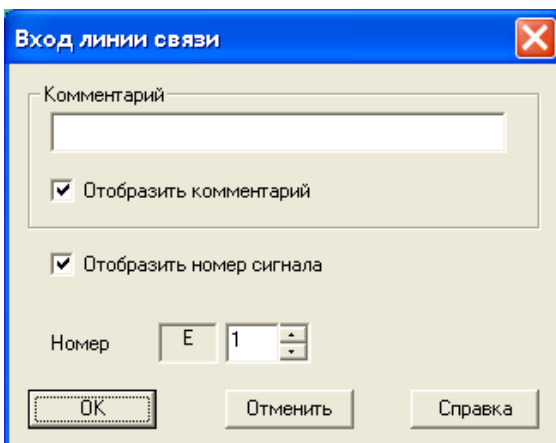 Вход линии связи
Комментарий
Отобразить комментарий
Отобразить номер сигнала
Номер E 1
OK Отменить Справка